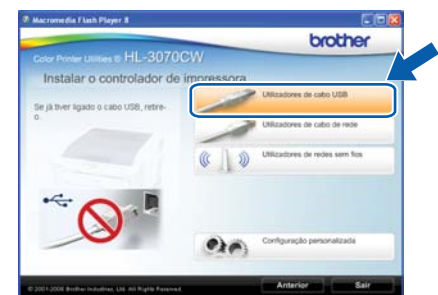 Macromedia Flash Player 8
brother
Color Printer Utilities © HL-3070CW
Instalar o controlador de impressora
Se já tiver ligado o cabo USB, retire-
o.
Utilizadores de cabo USB
Utilizadores de cabo de rede
Utilizadores de redes sem fios
Configuração personalizada
© 2001-2008 Brother Industries, Ltd. All Rights Reserved.
Anterior
Sair